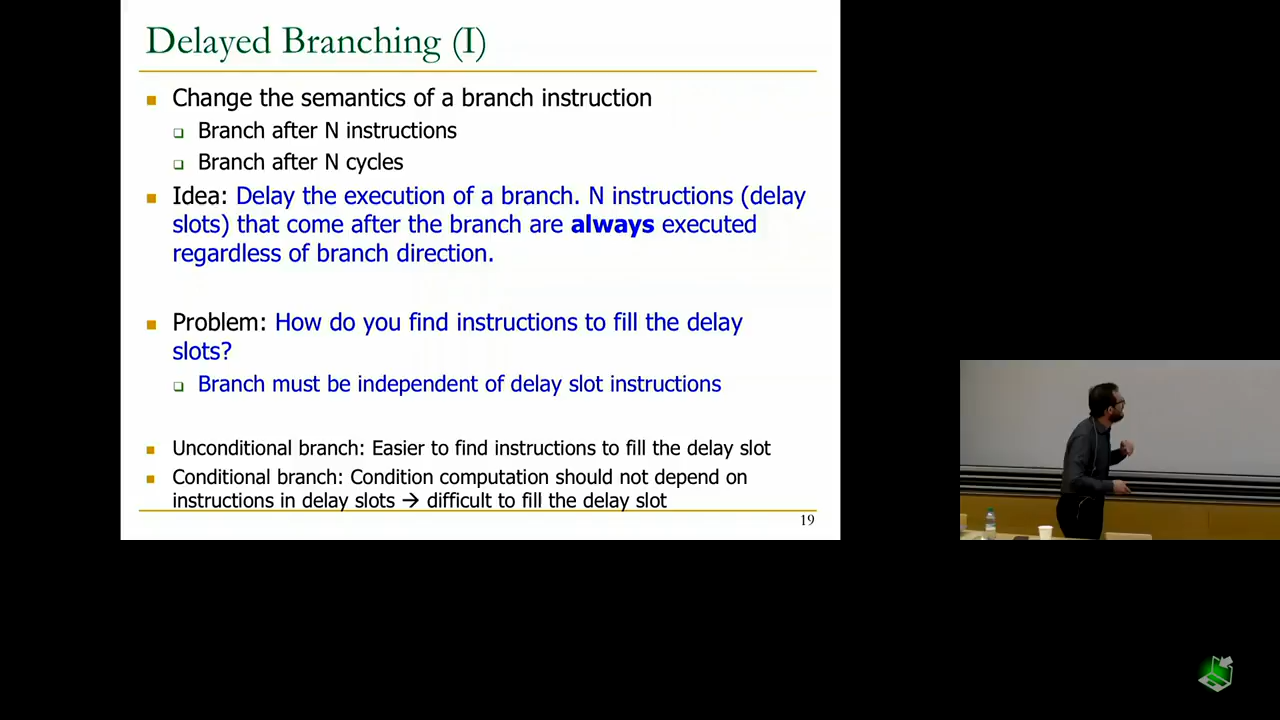 Delayed Branching (I)
Change the semantics of a branch instruction
Branch after N instructions
Branch after N cycles
Idea: Delay the execution of a branch. N instructions (delay
slots) that come after the branch are always executed
regardless of branch direction.
Problem: How do you find instructions to fill the delay
slots?
Branch must be independent of delay slot instructions
Unconditional branch: Easier to find instructions to fill the delay slot
Conditional branch: Condition computation should not depend on
instructions in delay slots → difficult to fill the delay slot
19